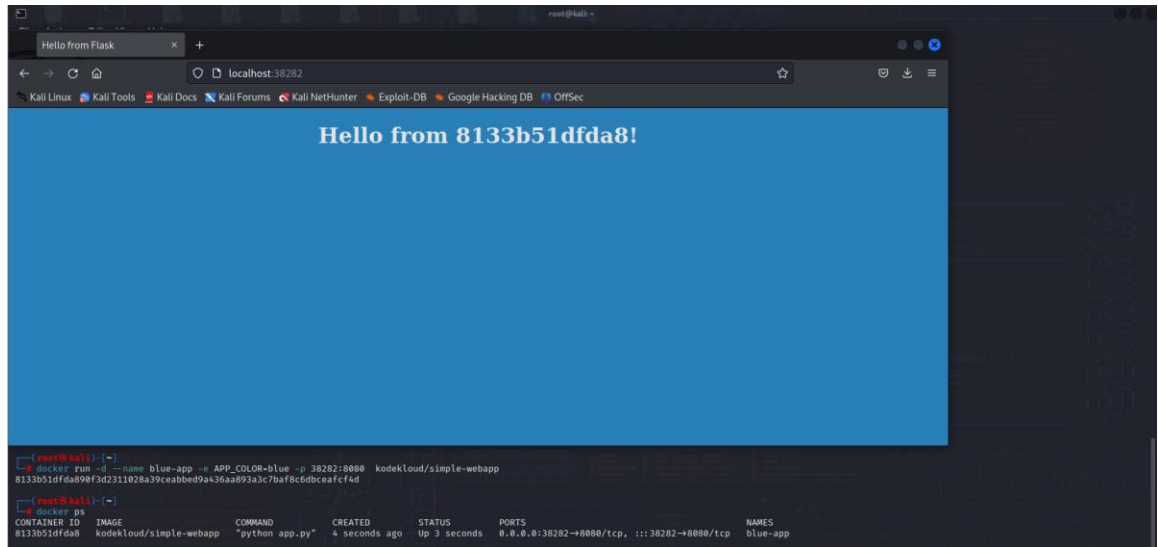 root@kali: ~
Hello from Flask
localhost:38282
Kali Linux Kali Tools Kali Docs Kali Forums Kali NetHunter Exploit-DB Google Hacking DB OffSec
Hello from 8133b51dfda8!
(root㉿kali)-[~]
# docker run -d --name blue-app -e APP_COLOR=blue -p 38282:8080 kodekloud/simple-webapp
8133b51dfda890f3d2311028a39ceabbed9a436aa893a3c7baf8c6dbceafcf4d
(root㉿kali)-[~]
# docker ps
CONTAINER ID IMAGE COMMAND CREATED STATUS PORTS NAMES
8133b51dfda8 kodekloud/simple-webapp "python app.py" 4 seconds ago Up 3 seconds 0.0.0.0:38282→8080/tcp, :::38282→8080/tcp blue-app